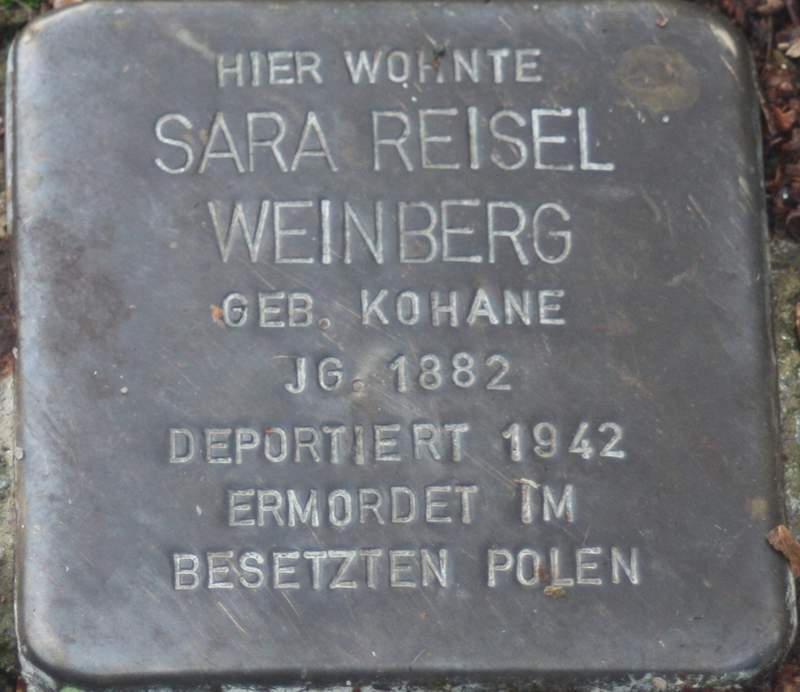 HIER WOHNTE
SARA REISEL
WEINBERG
GEB. KOHANE
JG. 1882
DEPORTIERT 1942
ERMORDET IM
BESETZTEN POLEN